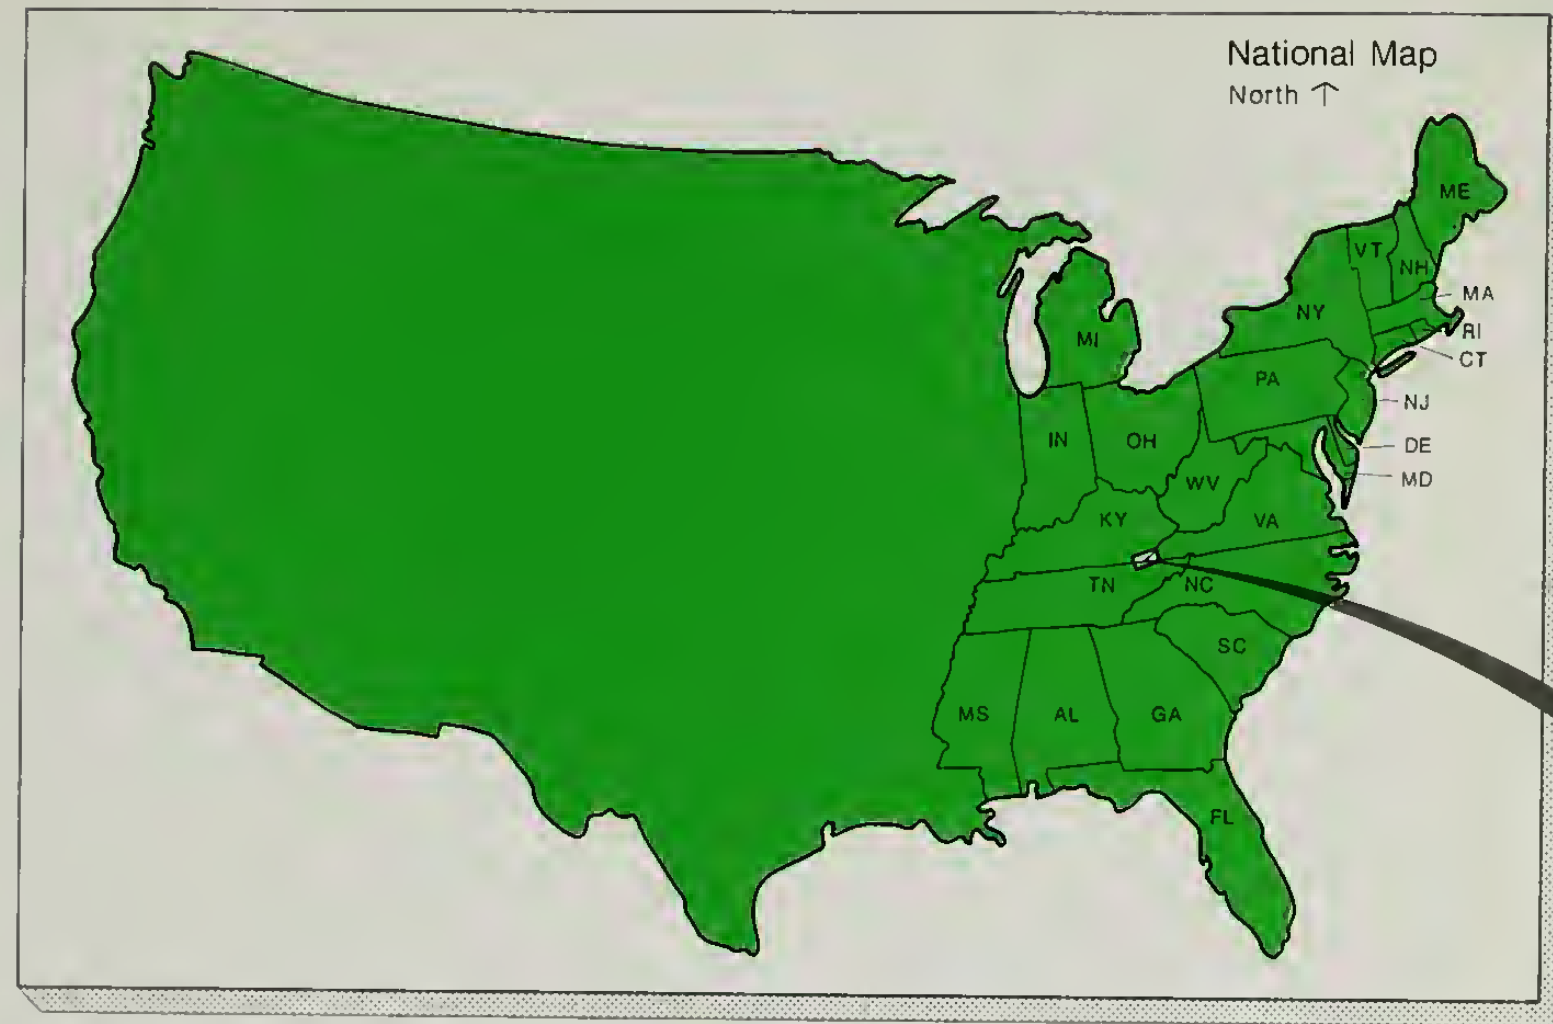 National Map
North ↑
ME
VT
NH
MA
NY
RI
MI
CT
PA
NJ
IN
OH
DE
WV
MD
KY
VA
TN
NC
SC
MS
AL
GA
FL